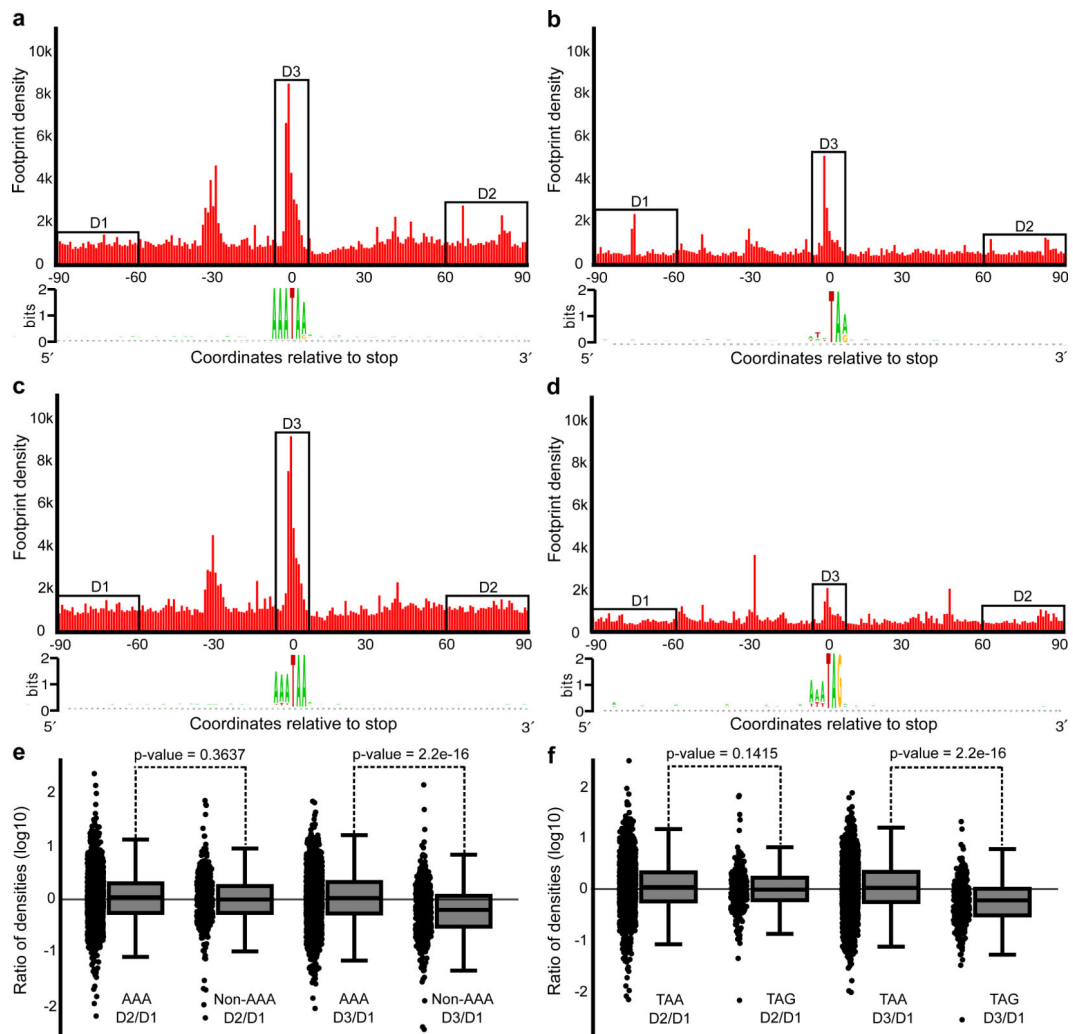 a
Footprint density
10k
8k
6k
4k
2k
0
D1
D3
D2
-90 -60 -30 0 30 60 90
bits
2
1
0
AAATAA
G
5′ Coordinates relative to stop 3′
b
Footprint density
10k
8k
6k
4k
2k
0
D1
D3
D2
-90 -60 -30 0 30 60 90
bits
2
1
0
TAA
G
5′ Coordinates relative to stop 3′
c
Footprint density
10k
8k
6k
4k
2k
0
D1
D3
D2
-90 -60 -30 0 30 60 90
bits
2
1
0
AAATAA
5′ Coordinates relative to stop 3′
d
Footprint density
10k
8k
6k
4k
2k
0
D1
D3
D2
-90 -60 -30 0 30 60 90
bits
2
1
0
AAATAG
5′ Coordinates relative to stop 3′
e
p-value = 0.3637
p-value = 2.2e-16
Ratio of densities (log10)
2
1
0
-1
-2
AAA Non-AAA AAA Non-AAA
D2/D1 D2/D1 D3/D1 D3/D1
f
p-value = 0.1415
p-value = 2.2e-16
Ratio of densities (log10)
2
1
0
-1
-2
TAA TAG TAA TAG
D2/D1 D2/D1 D3/D1 D3/D1